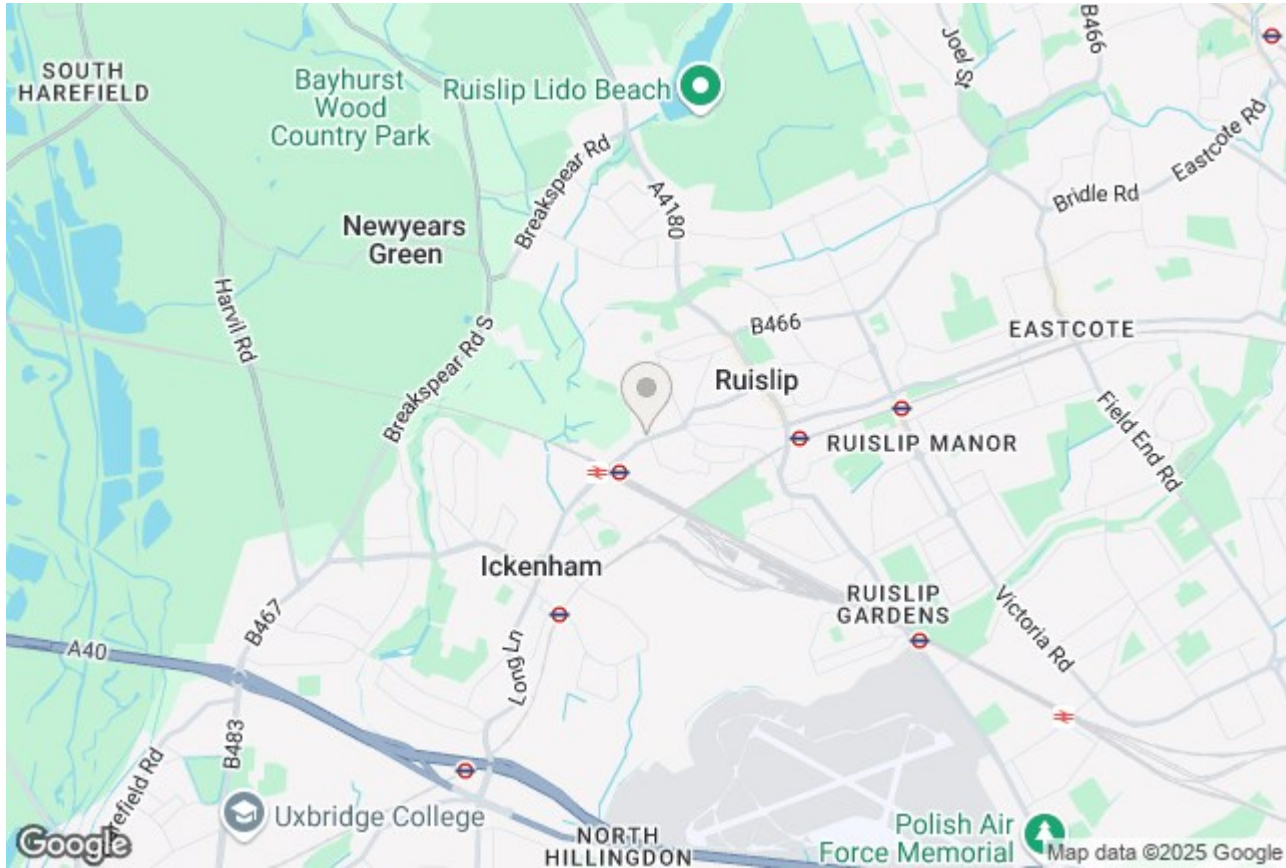 SOUTH
HAREFIELD
Bayhurst
Wood
Country Park
Ruislip Lido Beach
Joel St
B466
Eastcote Rd
Bridle Rd
Breakspear Rd
A4180
Newyears
Green
Harvil Rd
Breakspear Rd S
B466
EASTCOTE
Ruislip
RUISLIP MANOR
Field End Rd
Ickenham
RUISLIP
GARDENS
Victoria Rd
B467
A40
Long Ln
B483
Uxbridge College
NORTH
HILLINGDON
Polish Air
Force Memorial
Google
Map data ©2025 Google